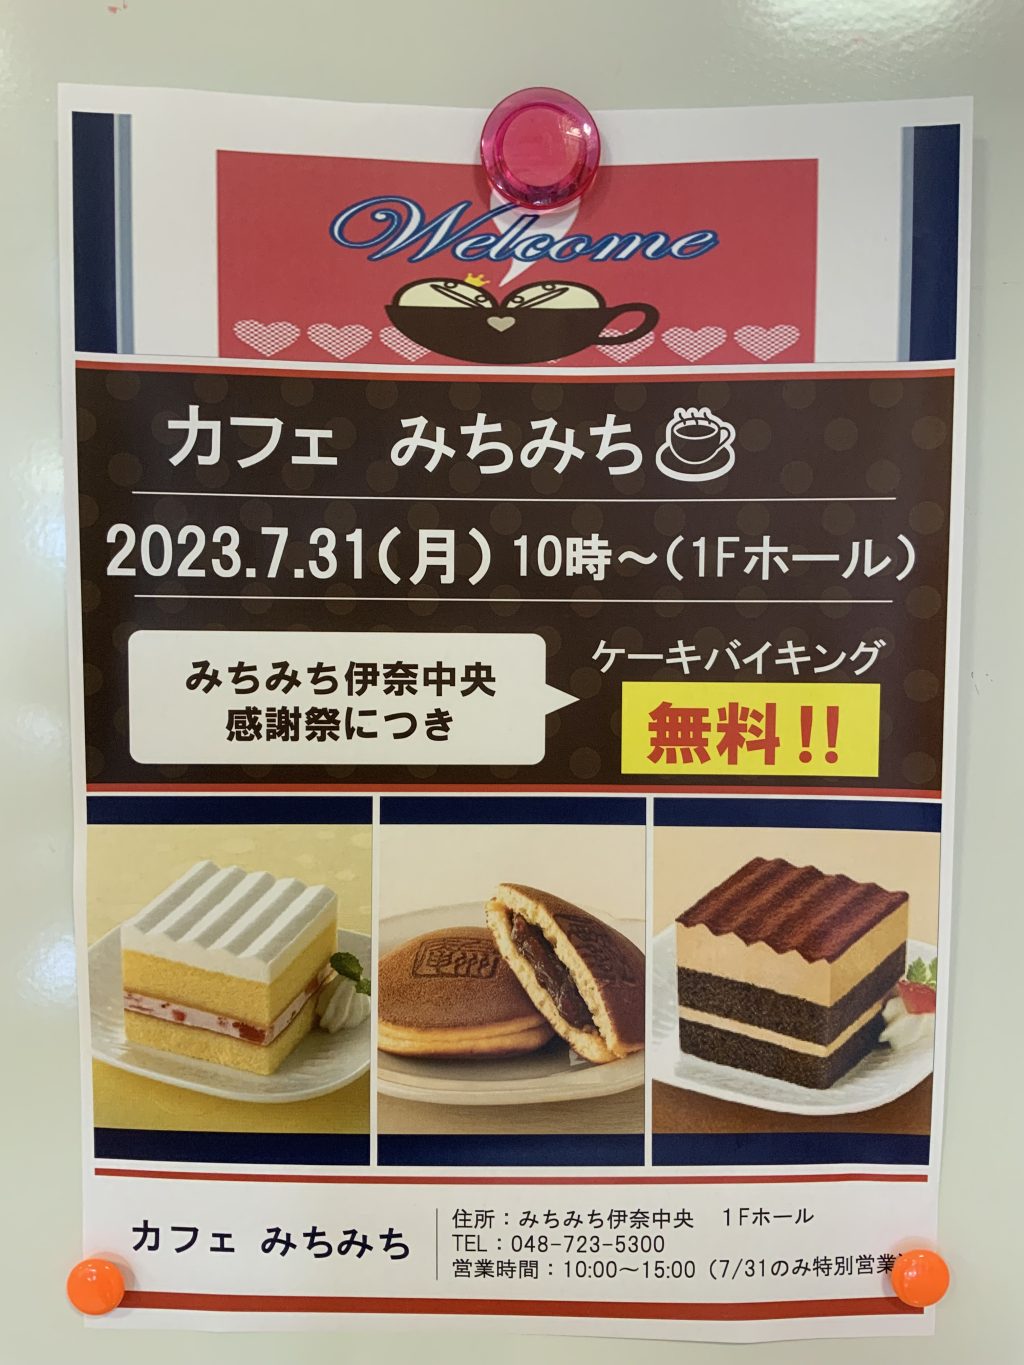 Welcome
カフェ みちみち
2023.7.31(月) 10時～(1Fホール)
みちみち伊奈中央
感謝祭につき
ケーキバイキング
無料!!
カフェ みちみち
住所：みちみち伊奈中央 1Fホール
TEL：048-723-5300
営業時間：10:00～15:00 (7/31のみ特別営業